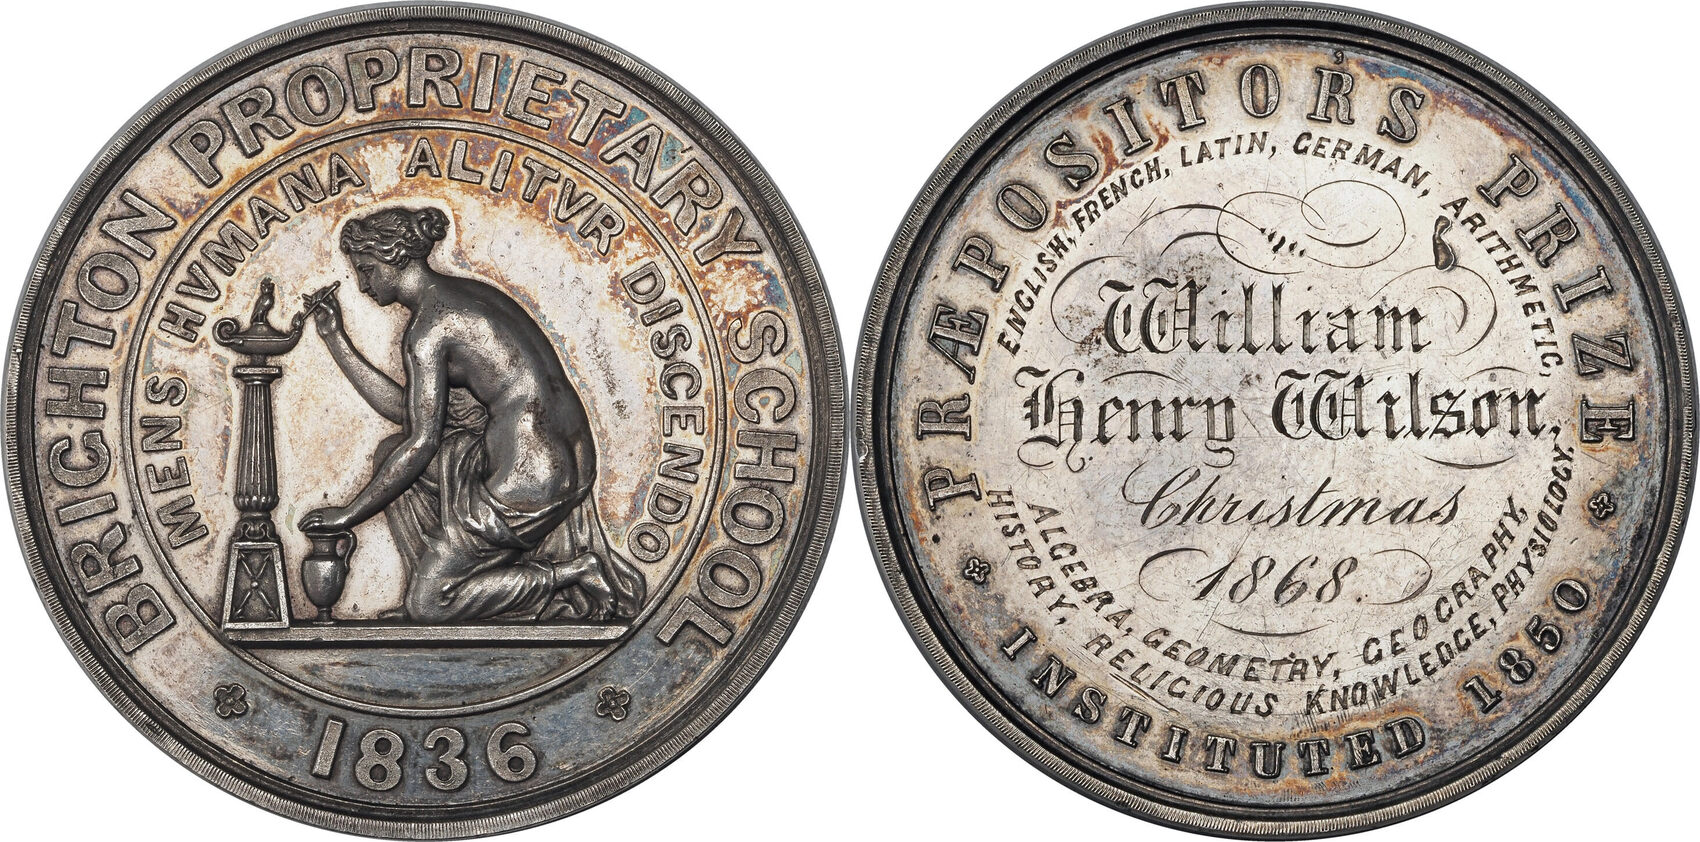 BRIGHTON PROPRIETARY SCHOOL
MENS HVMANA ALITVR DISCENDO
1836
PRÆPOSITOR'S PRIZE
ENGLISH, FRENCH, LATIN, GERMAN, ARITHMETIC,
William
Henry Wilson,
Christmas
1868.
ALGEBRA, GEOMETRY, GEOGRAPHY,
HISTORY, RELIGIOUS KNOWLEDGE, PHYSIOLOGY.
INSTITUTED 1850